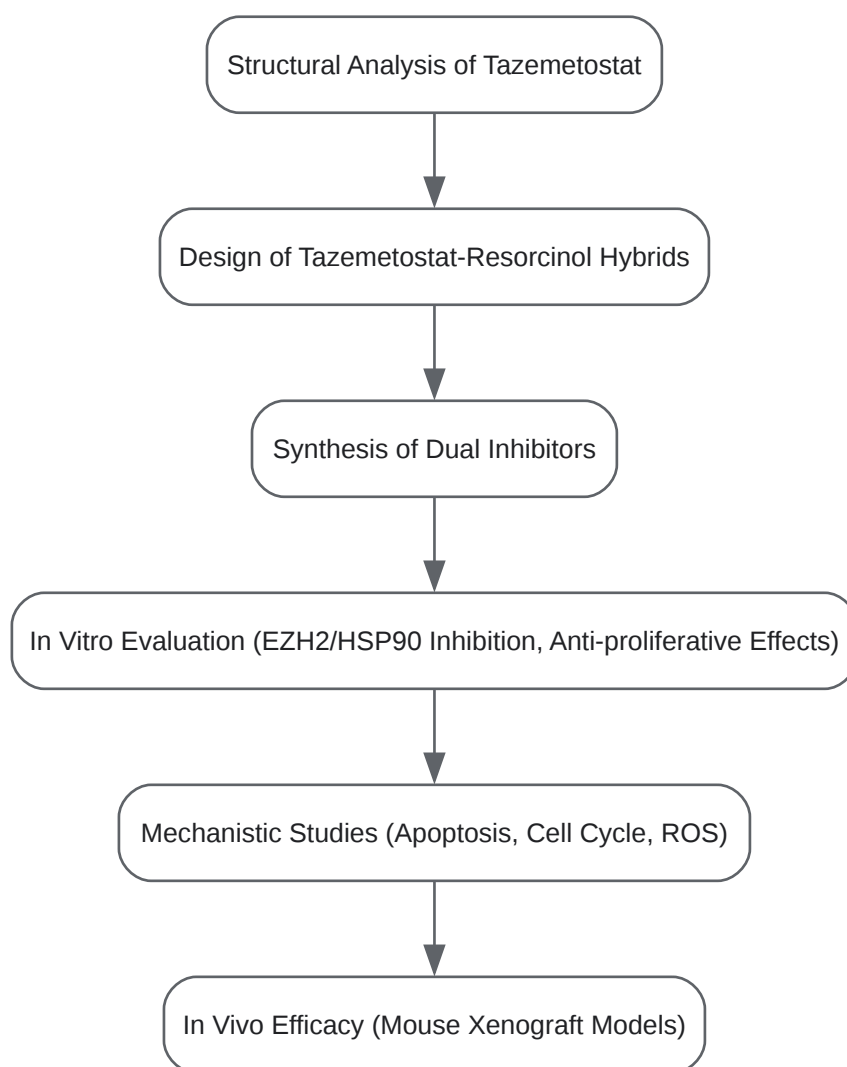 Structural Analysis of Tazemetostat
Design of Tazemetostat-Resorcinol Hybrids
Synthesis of Dual Inhibitors
In Vitro Evaluation (EZH2/HSP90 Inhibition, Anti-proliferative Effects)
Mechanistic Studies (Apoptosis, Cell Cycle, ROS)
In Vivo Efficacy (Mouse Xenograft Models)